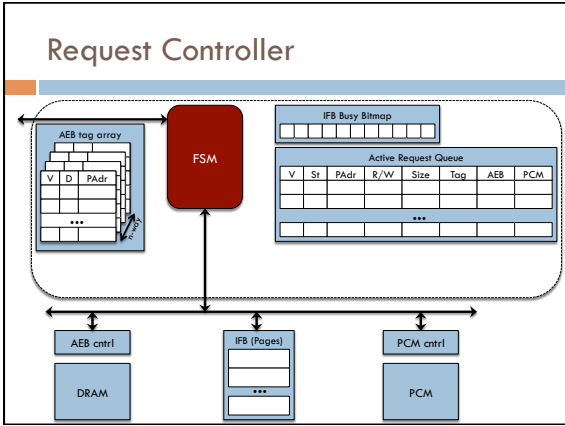 Request Controller
AEB tag array
V D PAdr
...
n-way
FSM
IFB Busy Bitmap
Active Request Queue
V St PAdr R/W Size Tag AEB PCM
...
AEB cntrl
DRAM
IFB (Pages)
...
PCM cntrl
PCM